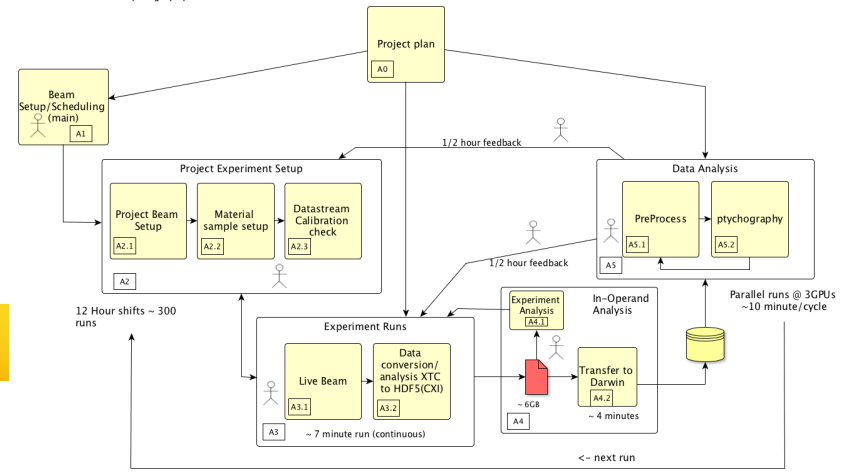 Project plan
A0
Beam
Setup/Scheduling
(main)
A1
1/2 hour feedback
Project Experiment Setup
Project Beam
Setup
A2.1
Material
sample setup
A2.2
Datastream
Calibration
check
A2.3
A2
Data Analysis
PreProcess
A5.1
ptychography
A5.2
A5
1/2 hour feedback
Parallel runs @ 3GPUs
~10 minute/cycle
12 Hour shifts ~ 300
runs
Experiment Runs
Live Beam
A3.1
Data
conversion/
analysis XTC
to HDF5(CXI)
A3.2
A3
~ 7 minute run (continuous)
In-Operand
Analysis
Experiment
Analysis
A4.1
~ 6GB
Transfer to
Darwin
A4.2
~ 4 minutes
A4
<- next run